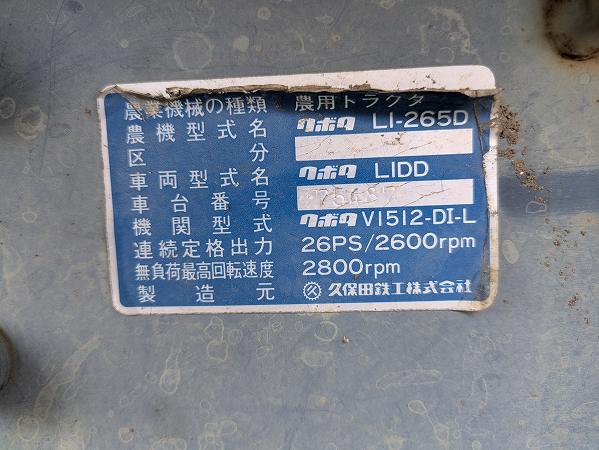 農業機械の種類 農用トラクタ
農機型式名 クボタ L1-265D
区分
車両型式名 クボタ L1DD
車台番号
機関型式 クボタ V1512-DI-L
連続定格出力 26PS/2600rpm
無負荷最高回転速度 2800rpm
製造元 久保田鉄工株式会社